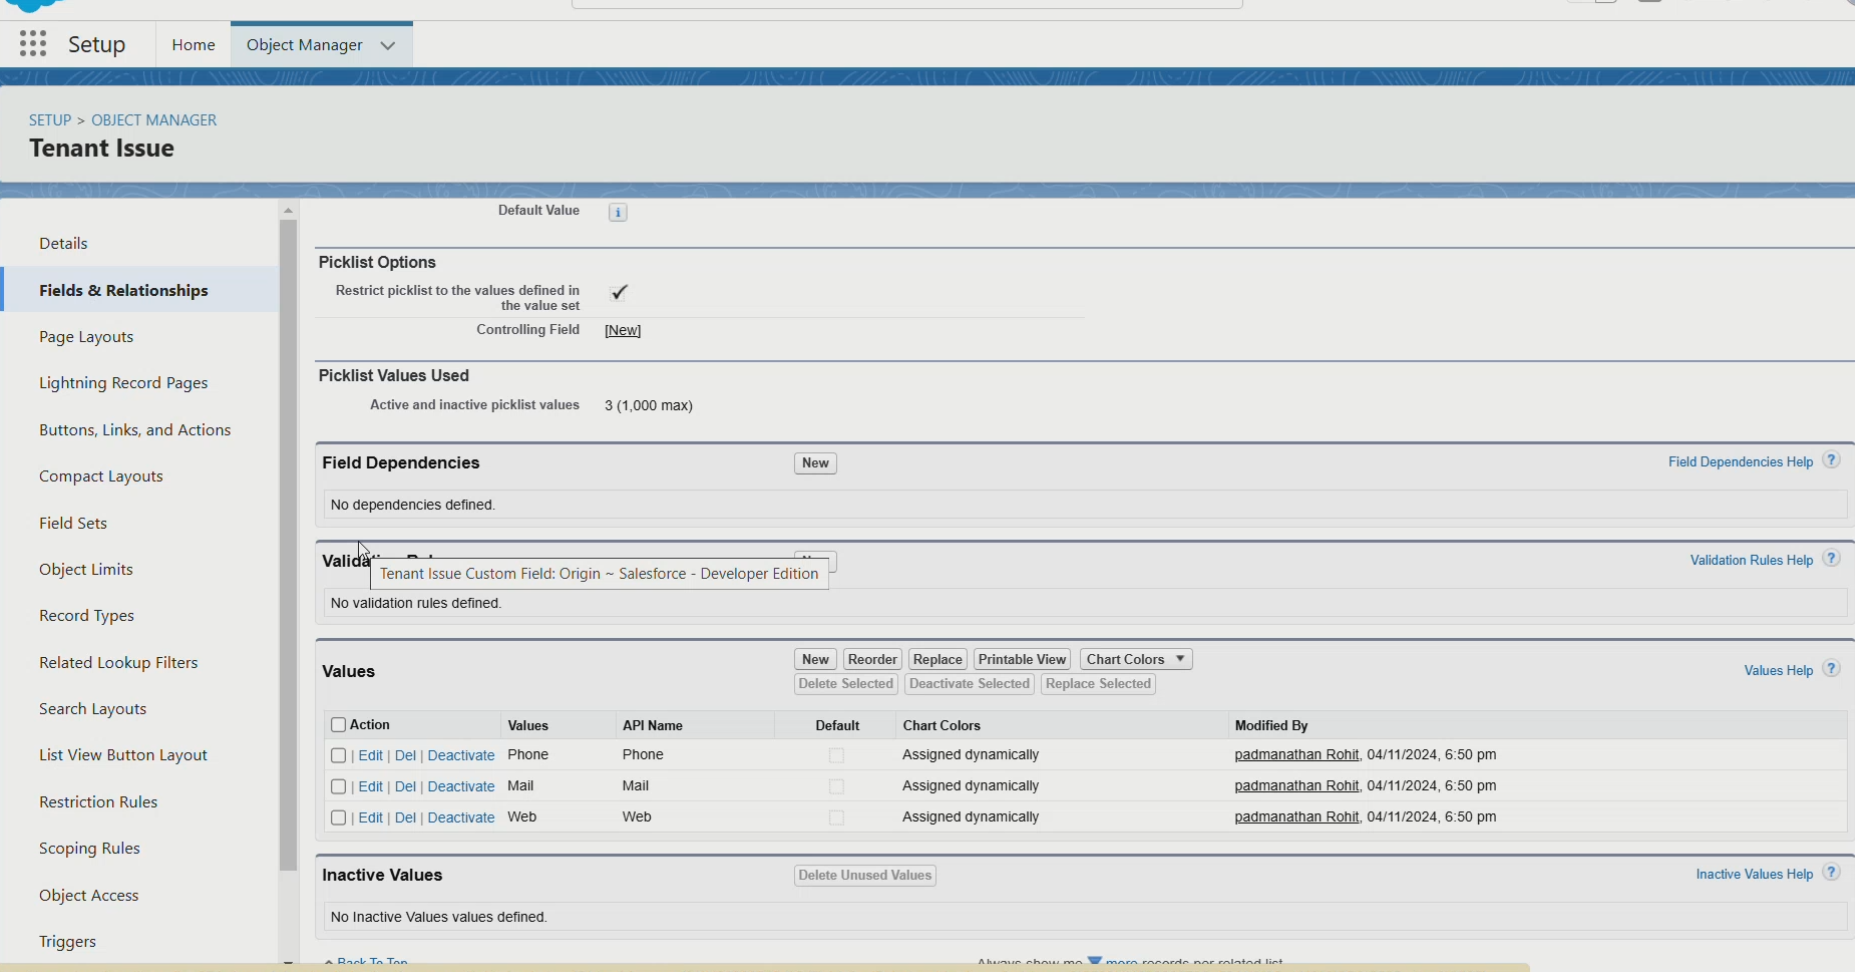 Setup Home Object Manager
SETUP > OBJECT MANAGER
Tenant Issue
Details
Fields & Relationships
Page Layouts
Lightning Record Pages
Buttons, Links, and Actions
Compact Layouts
Field Sets
Object Limits
Record Types
Related Lookup Filters
Search Layouts
List View Button Layout
Restriction Rules
Scoping Rules
Object Access
Triggers
Default Value i
Picklist Options
Restrict picklist to the values defined in
the value set
Controlling Field [New]
Picklist Values Used
Active and inactive picklist values 3 (1,000 max)
Field Dependencies New Field Dependencies Help ?
No dependencies defined.
Validation Rules Help ?
Tenant Issue Custom Field: Origin ~ Salesforce - Developer Edition
No validation rules defined.
Values New Reorder Replace Printable View Chart Colors Values Help ?
Delete Selected Deactivate Selected Replace Selected
Action Values API Name Default Chart Colors Modified By
| Edit | Del | Deactivate Phone Phone Assigned dynamically padmanathan Rohit, 04/11/2024, 6:50 pm
| Edit | Del | Deactivate Mail Mail Assigned dynamically padmanathan Rohit, 04/11/2024, 6:50 pm
| Edit | Del | Deactivate Web Web Assigned dynamically padmanathan Rohit, 04/11/2024, 6:50 pm
Inactive Values Delete Unused Values Inactive Values Help ?
No Inactive Values values defined.
Back To Top Always show me more records per related list